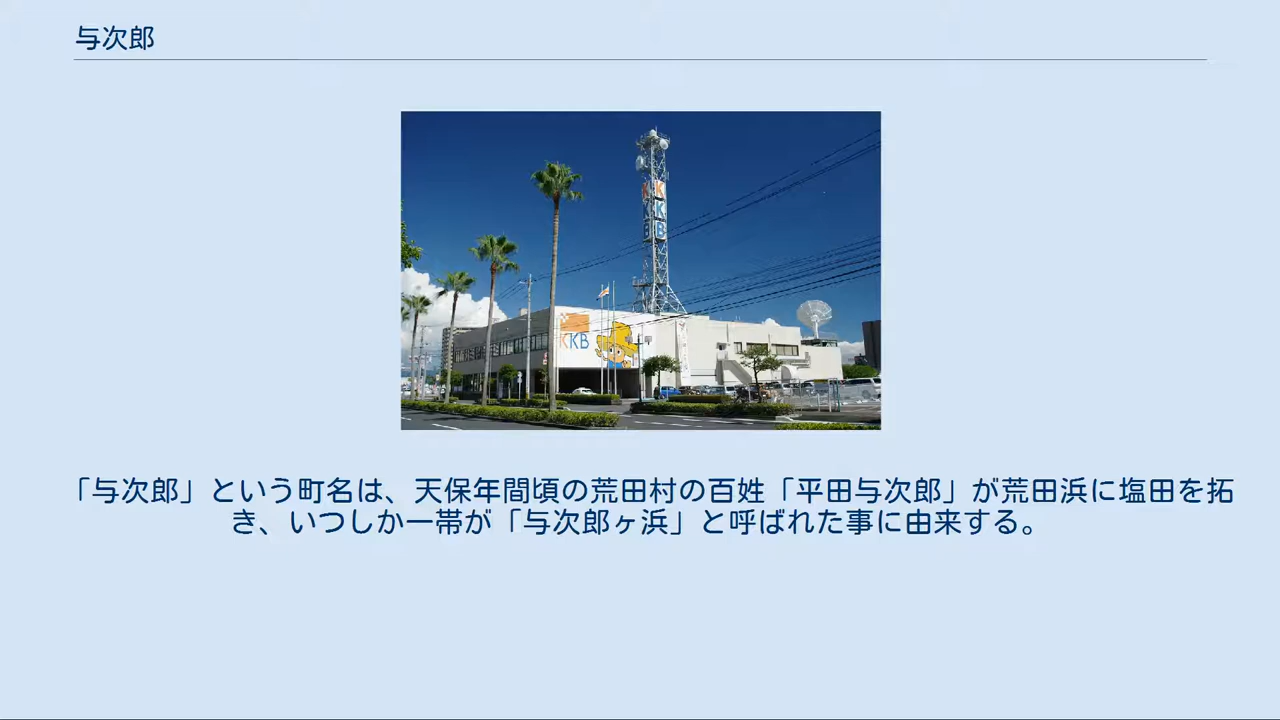 与次郎
KKB
KKB
KKB
「与次郎」という町名は、天保年間頃の荒田村の百姓「平田与次郎」が荒田浜に塩田を拓
き、いつしか一帯が「与次郎ヶ浜」と呼ばれた事に由来する。